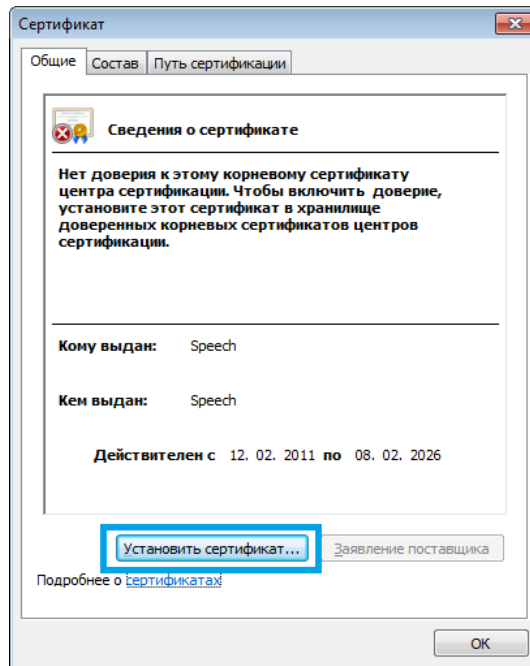 Сертификат
Общие Состав Путь сертификации
Сведения о сертификате
Нет доверия к этому корневому сертификату
центра сертификации. Чтобы включить доверие,
установите этот сертификат в хранилище
доверенных корневых сертификатов центров
сертификации.
Кому выдан: Speech
Кем выдан: Speech
Действителен с 12. 02. 2011 по 08. 02. 2026
Установить сертификат... Заявление поставщика
Подробнее о сертификатах
ОК